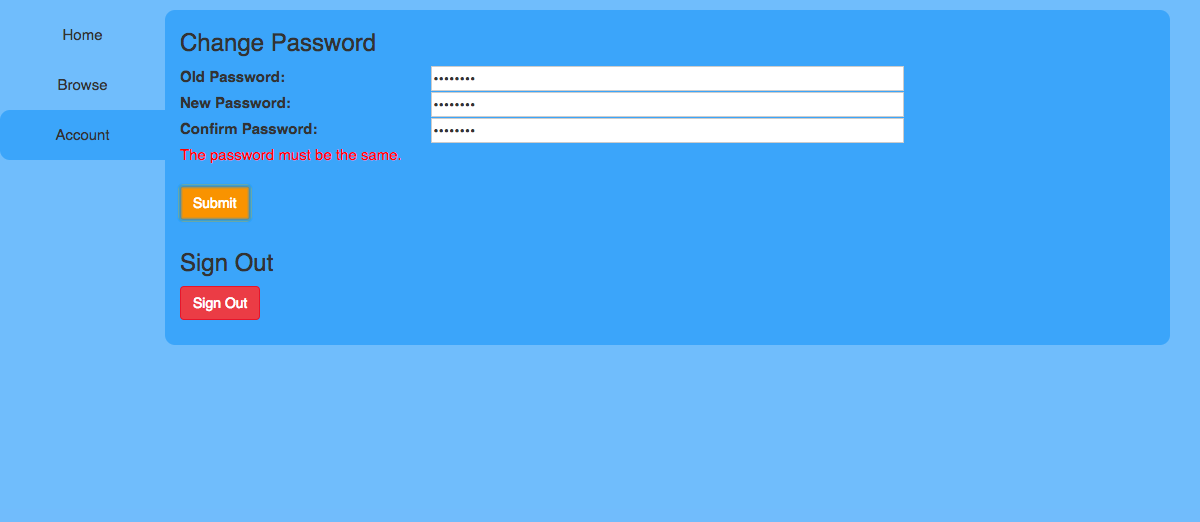 Home
Browse
Account
Change Password
Old Password: ••••••••
New Password: ••••••••
Confirm Password: ••••••••
The password must be the same.
Submit
Sign Out
Sign Out